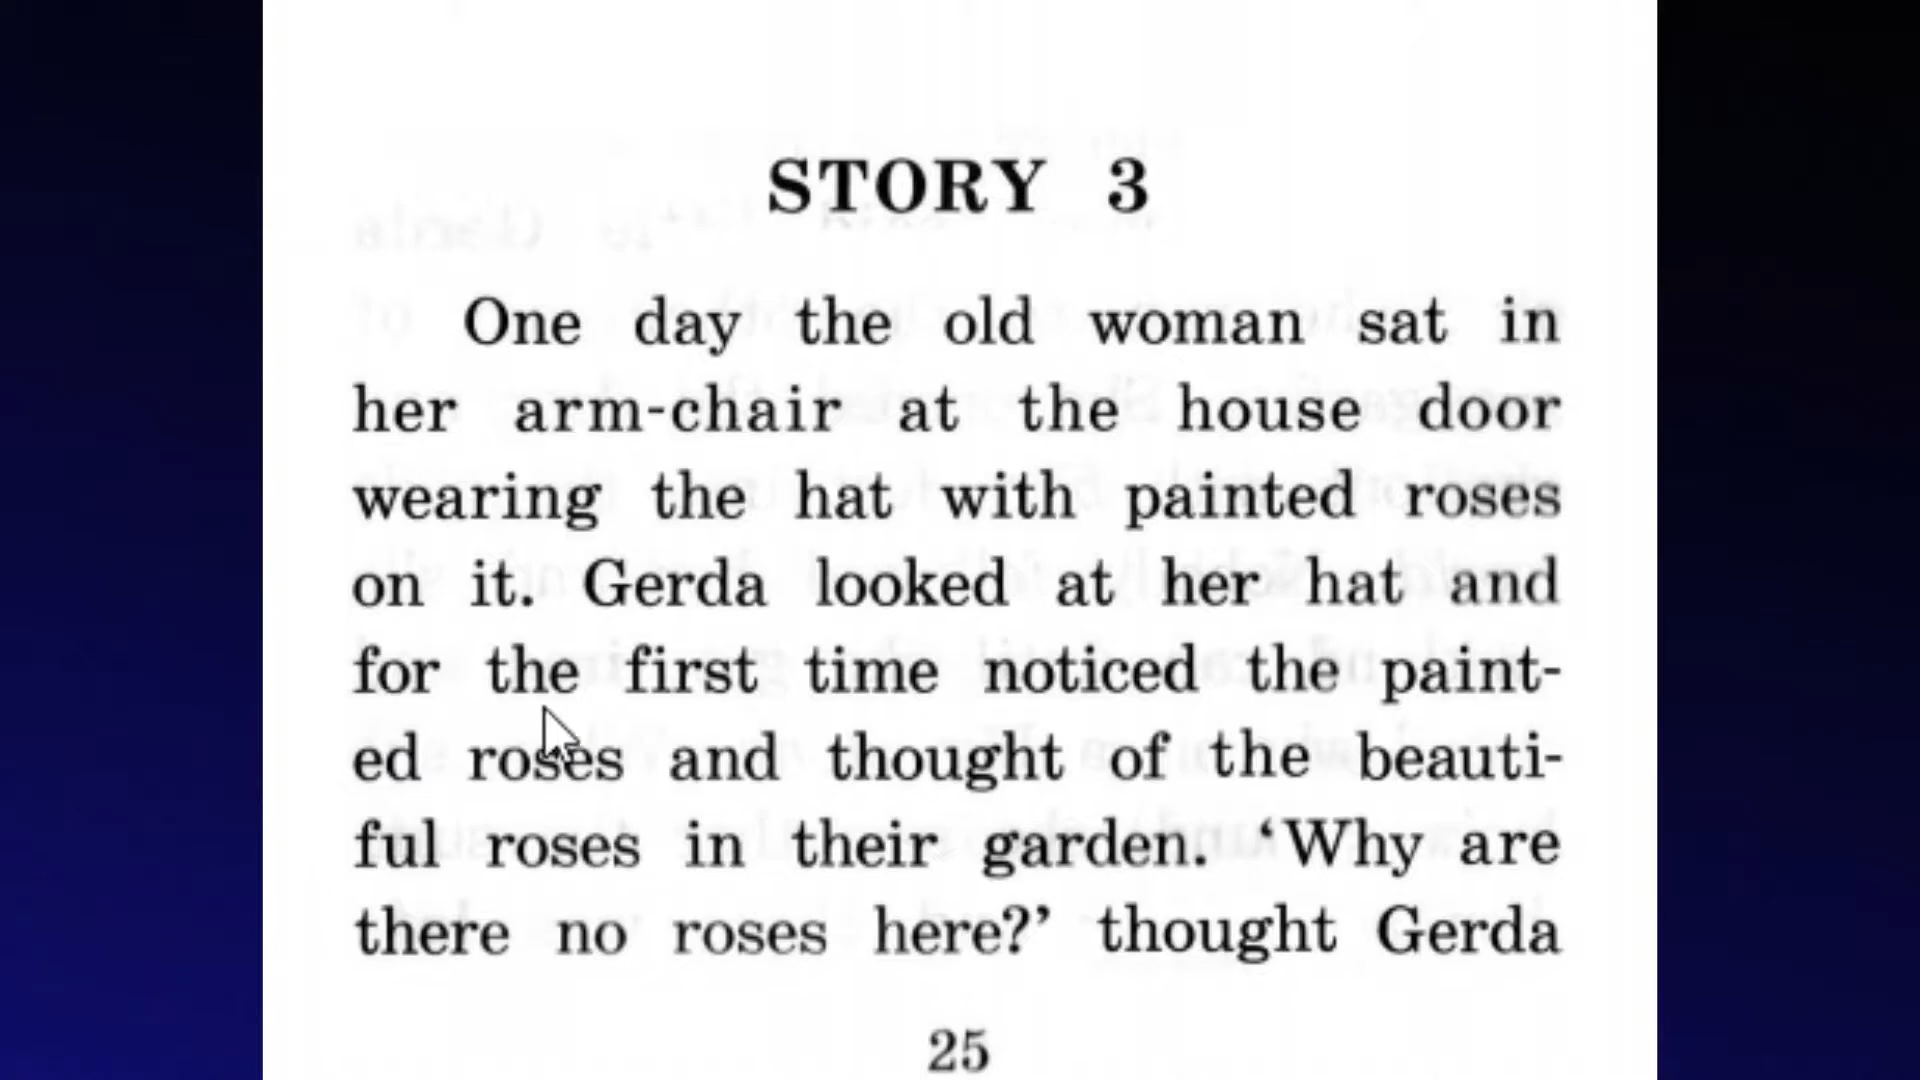 STORY 3
One day the old woman sat in
her arm-chair at the house door
wearing the hat with painted roses
on it. Gerda looked at her hat and
for the first time noticed the paint-
ed roses and thought of the beauti-
ful roses in their garden. ‘Why are
there no roses here?’ thought Gerda
25